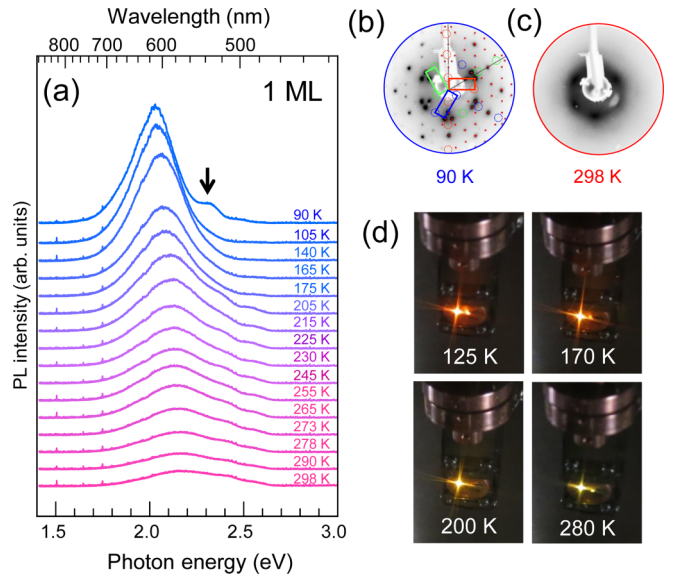 Wavelength (nm)
800 700 600 500
(a)
1 ML
90 K
105 K
140 K
165 K
175 K
205 K
215 K
225 K
230 K
245 K
255 K
265 K
273 K
278 K
290 K
298 K
PL intensity (arb. units)
1.5 2.0 2.5 3.0
Photon energy (eV)
(b)
90 K
(c)
298 K
(d)
125 K
170 K
200 K
280 K